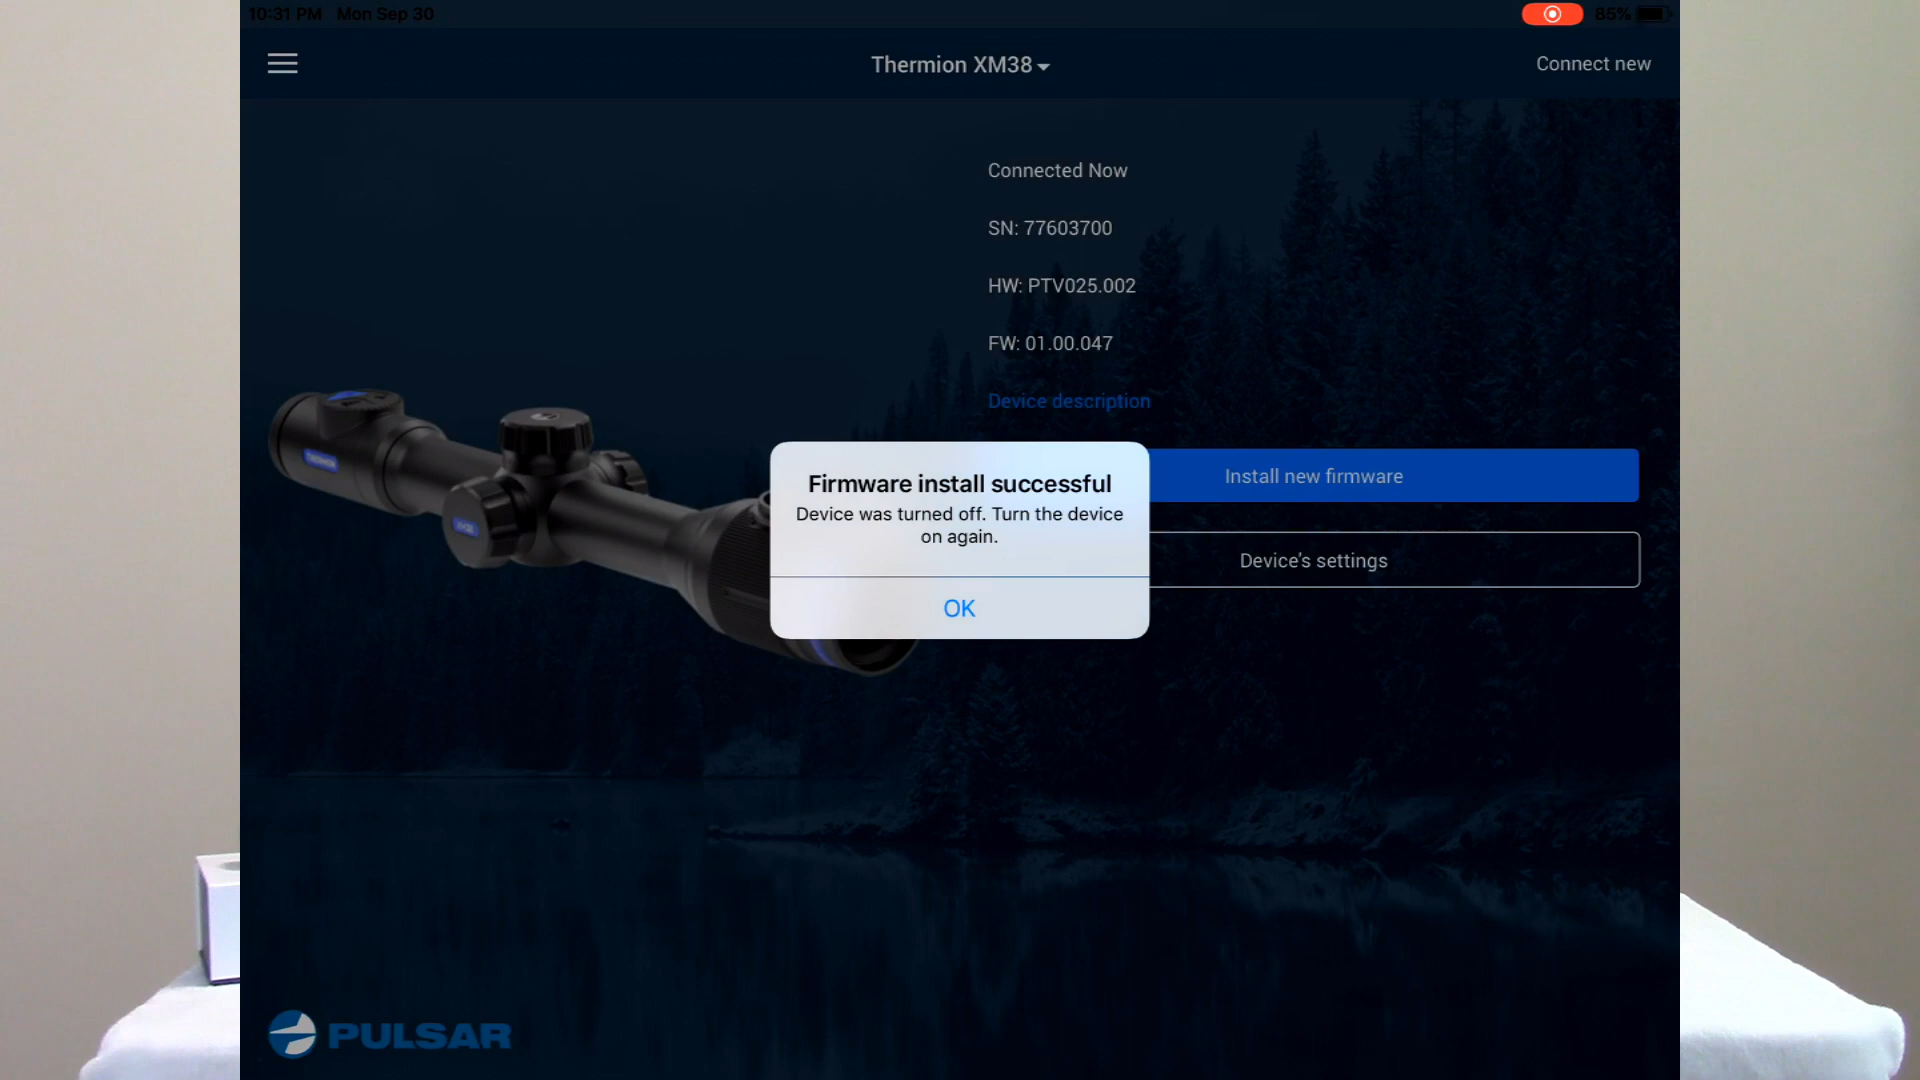 10:31 PM Mon Sep 30
85%
Thermion XM38
Connect new
Connected Now
SN: 77603700
HW: PTV025.002
FW: 01.00.047
Device description
Install new firmware
Device's settings
Firmware install successful
Device was turned off. Turn the device
on again.
OK
THERMION
XM38
PULSAR